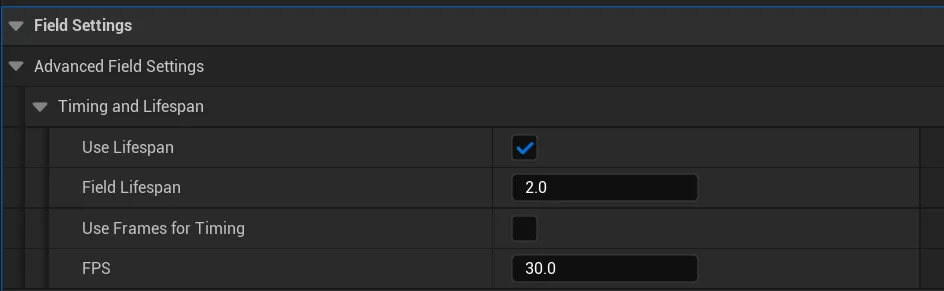 Field Settings
Advanced Field Settings
Timing and Lifespan
Use Lifespan
Field Lifespan 2.0
Use Frames for Timing
FPS 30.0